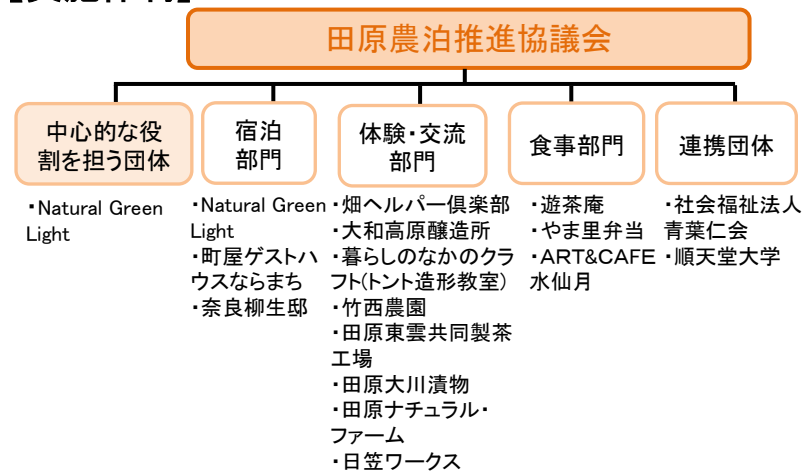 田原農泊推進協議会
中心的な役
割を担う団体
・Natural Green
Light
宿泊
部門
・Natural Green
Light
・町屋ゲストハ
ウスならまち
・奈良柳生邸
体験・交流
部門
・畑ヘルパー倶楽部
・大和高原醸造所
・暮らしのなかのクラ
フト(トント造形教室)
・竹西農園
・田原東雲共同製茶
工場
・田原大川漬物
・田原ナチュラル・
ファーム
・日笠ワークス
食事部門
・遊茶庵
・やま里弁当
・ART&CAFE
水仙月
連携団体
・社会福祉法人
青葉仁会
・順天堂大学